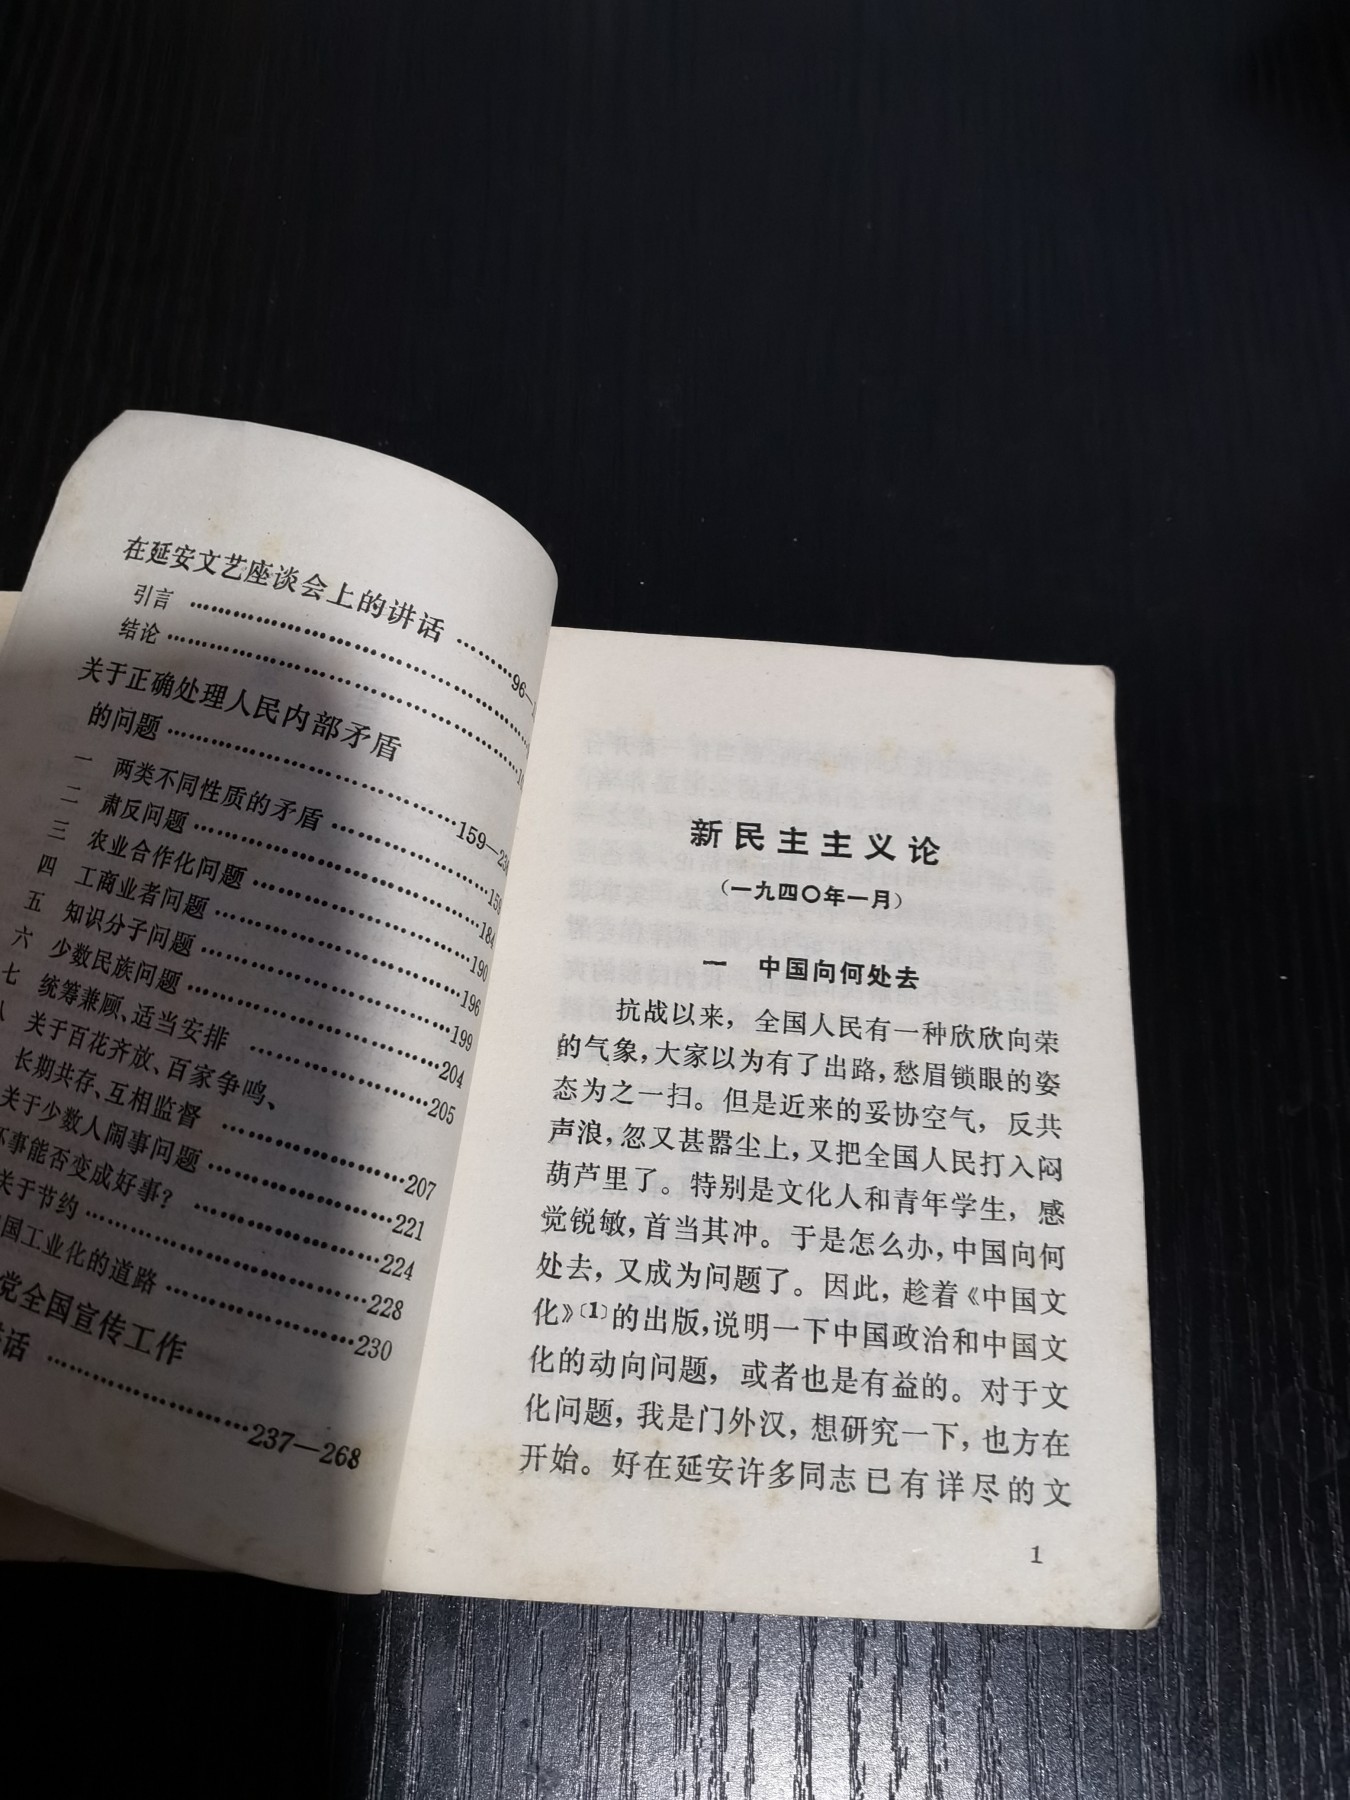 在延安文艺座谈会上的讲话 ………96—
引言 ………………………………
结论 ………………………………
关于正确处理人民内部矛盾
的问题 ……………………159—23
一 两类不同性质的矛盾 …………159
二 肃反问题 ……………………184
三 农业合作化问题 ………………190
四 工商业者问题 …………………196
五 知识分子问题 …………………199
六 少数民族问题 …………………204
七 统筹兼顾、适当安排 …………205
关于百花齐放、百家争鸣、
长期共存、互相监督 ……………207
关于少数人闹事问题 ……………221
事能否变成好事? ………………224
关于节约 …………………………228
国工业化的道路 …………………230
党全国宣传工作
话 ………………237—268
新民主主义论
(一九四〇年一月)
一 中国向何处去
抗战以来，全国人民有一种欣欣向荣
的气象，大家以为有了出路，愁眉锁眼的姿
态为之一扫。但是近来的妥协空气，反共
声浪，忽又甚嚣尘上，又把全国人民打入闷
葫芦里了。特别是文化人和青年学生，感
觉锐敏，首当其冲。于是怎么办，中国向何
处去，又成为问题了。因此，趁着《中国文
化》〔1〕的出版，说明一下中国政治和中国文
化的动向问题，或者也是有益的。对于文
化问题，我是门外汉，想研究一下，也方在
开始。好在延安许多同志已有详尽的文
1